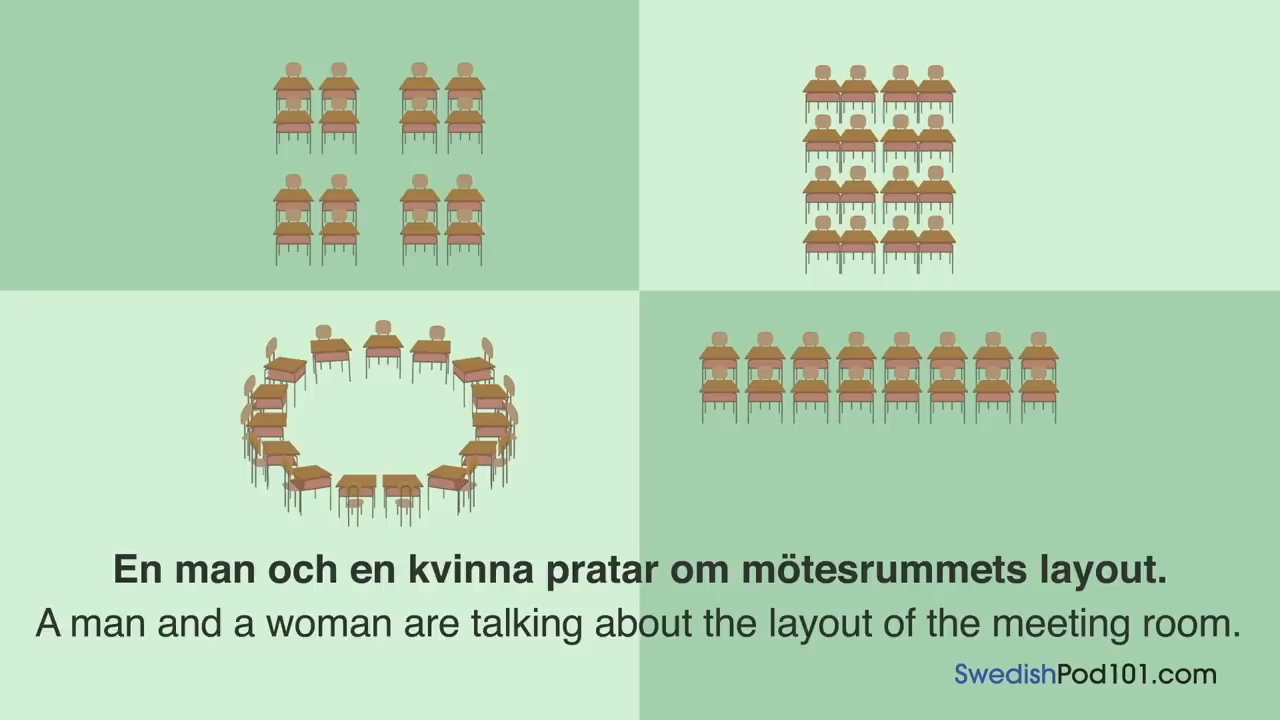 En man och en kvinna pratar om mötesrummets layout.
A man and a woman are talking about the layout of the meeting room.
SwedishPod101.com